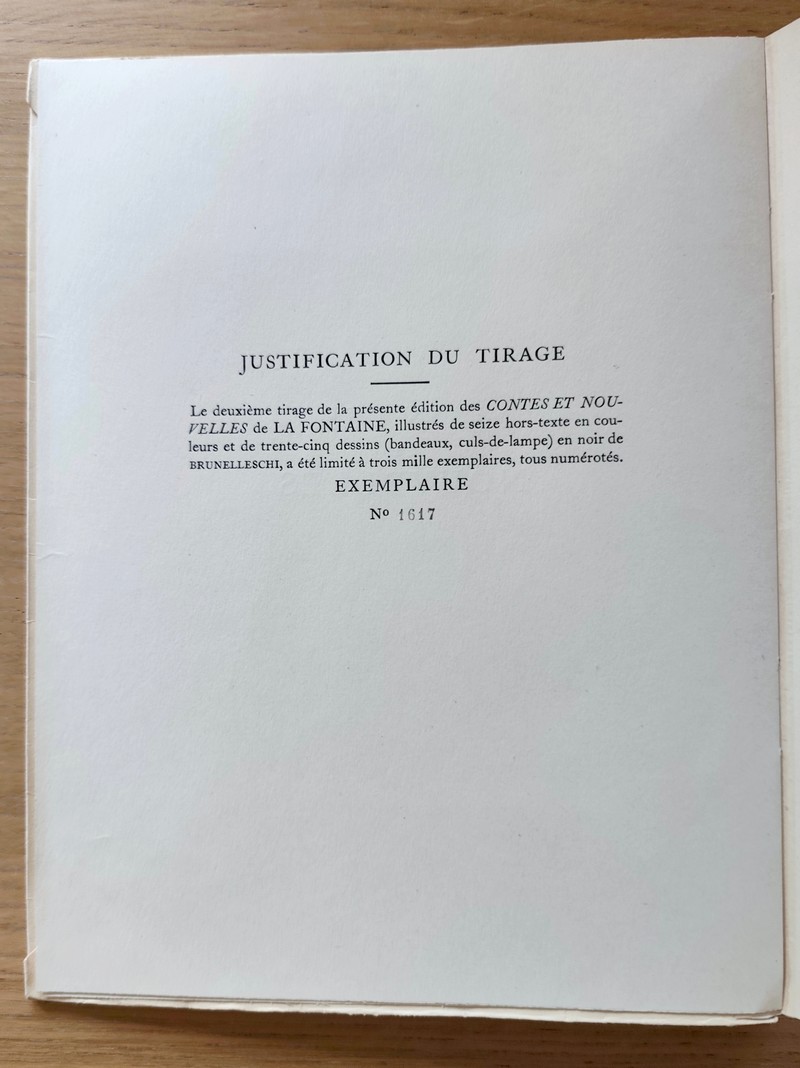 JUSTIFICATION DU TIRAGE
Le deuxième tirage de la présente édition des CONTES ET NOU-
VELLES de LA FONTAINE, illustrés de seize hors-texte en cou-
leurs et de trente-cinq dessins (bandeaux, culs-de-lampe) en noir de
BRUNELLESCHI, a été limité à trois mille exemplaires, tous numérotés.
EXEMPLAIRE
Nº 1617